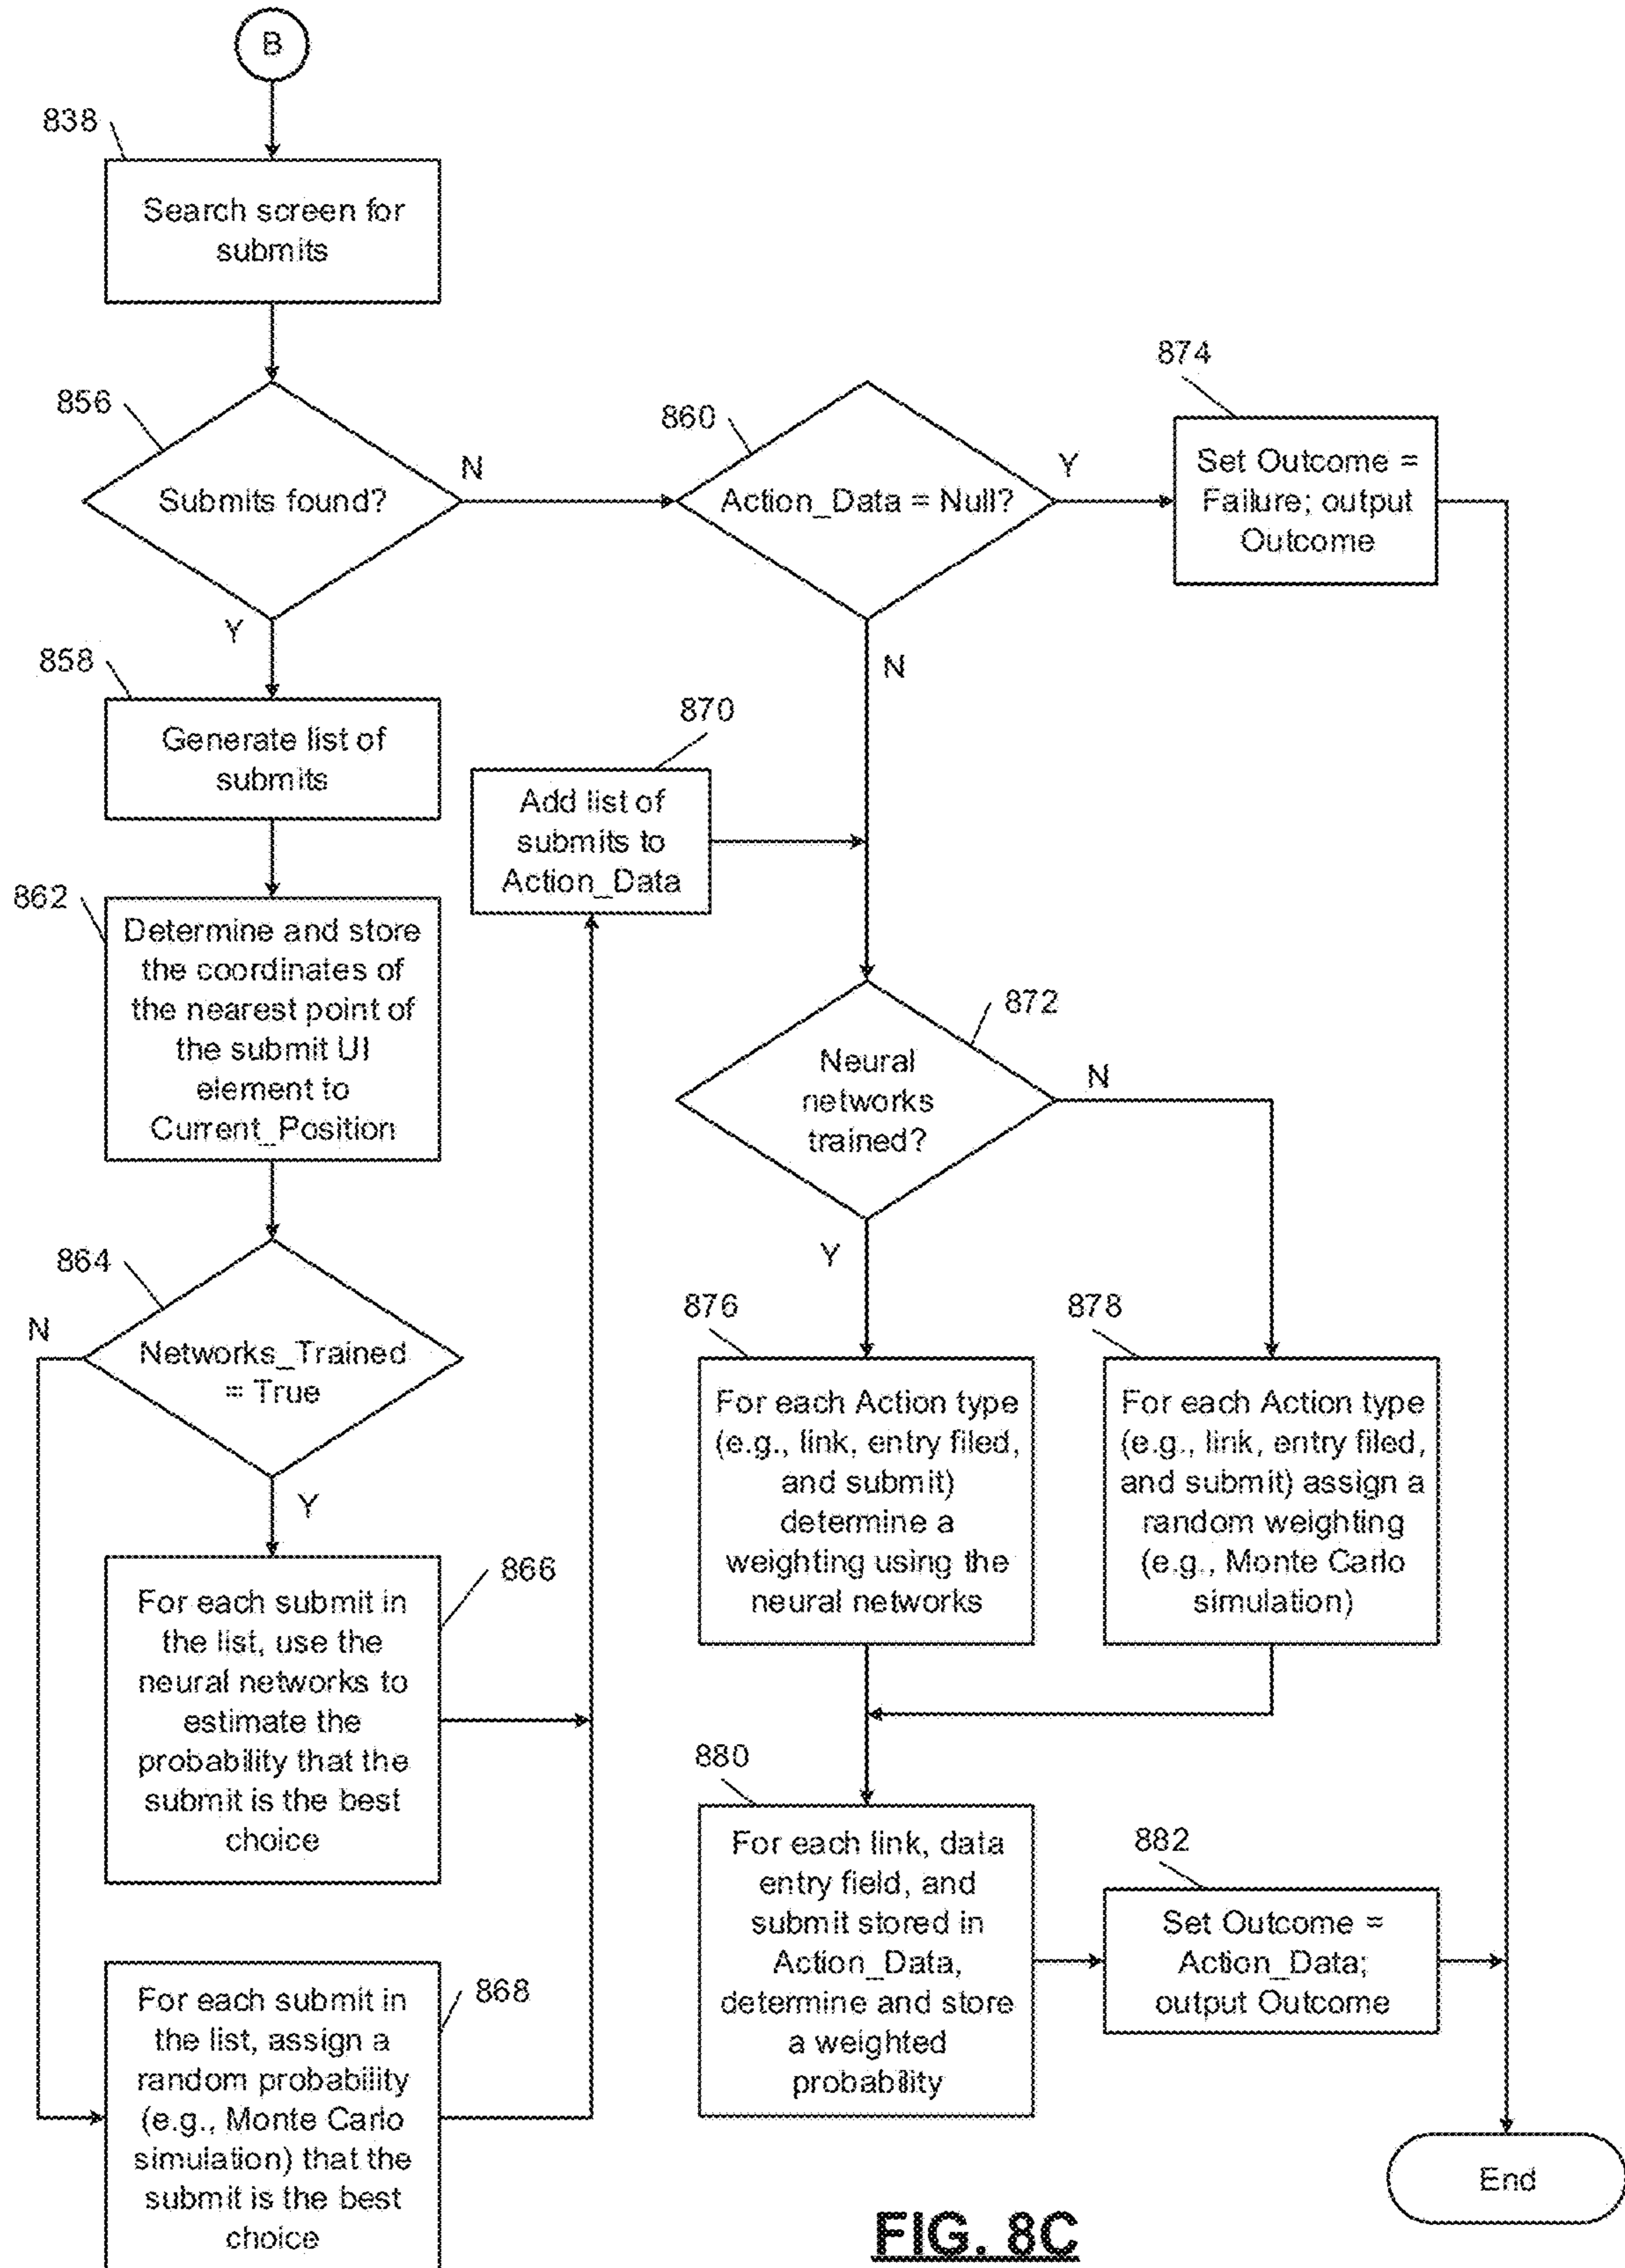 B
838
Search screen for
submits
856
Submits found?
N
Y
860
Action_Data = Null?
Y
N
874
Set Outcome =
Failure; output
Outcome
858
Generate list of
submits
870
Add list of
submits to
Action_Data
862
Determine and store
the coordinates of
the nearest point of
the submit UI
element to
Current_Position
872
Neural
networks
trained?
N
Y
864
N
Networks_Trained
= True
Y
876
For each Action type
(e.g., link, entry filed,
and submit)
determine a
weighting using the
neural networks
878
For each Action type
(e.g., link, entry filed,
and submit) assign a
random weighting
(e.g., Monte Carlo
simulation)
866
For each submit in
the list, use the
neural networks to
estimate the
probability that the
submit is the best
choice
880
For each link, data
entry field, and
submit stored in
Action_Data,
determine and store
a weighted
probability
882
Set Outcome =
Action_Data;
output Outcome
868
For each submit in
the list, assign a
random probability
(e.g., Monte Carlo
simulation) that the
submit is the best
choice
End
FIG. 8C